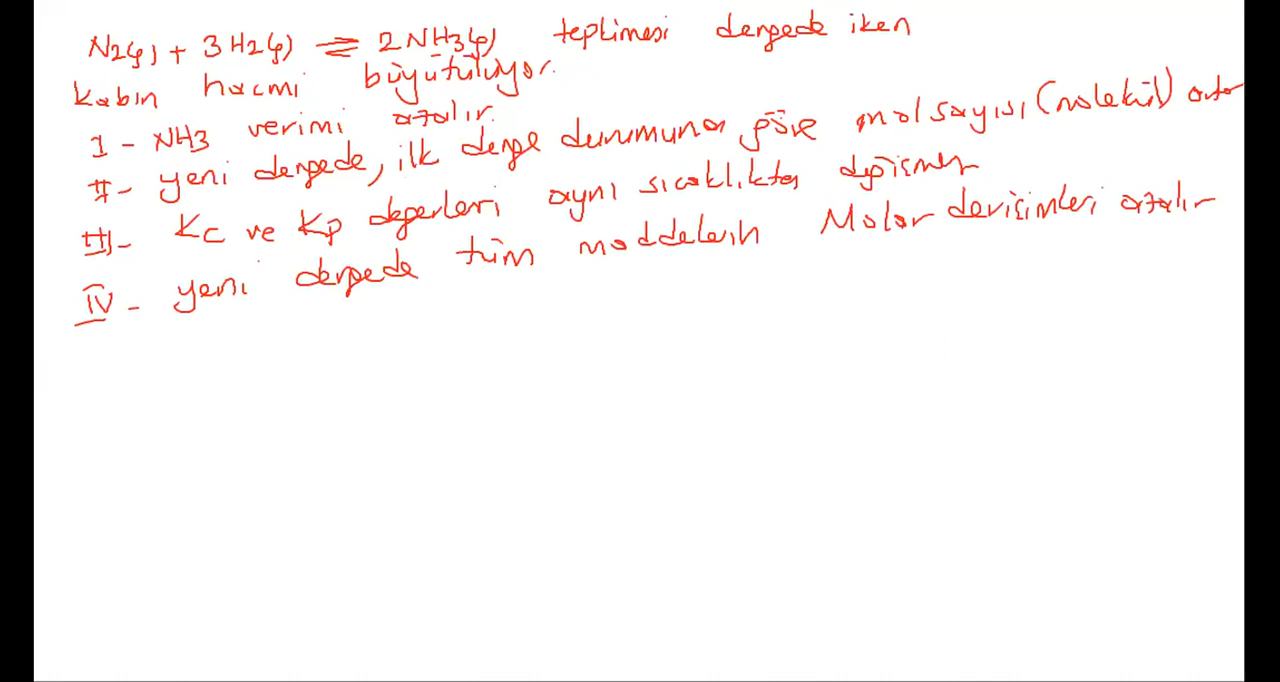 N2(g) + 3H2(g) ⇌ 2NH3(g) tepkimesi dengede iken
kabın hacmi büyütülüyor.
I - NH3 verimi azalır.
II - yeni dengede, ilk denge durumuna göre mol sayısı (molekül) artar
III - Kc ve Kp değerleri aynı sıcaklıkta değişmez
IV - yeni dengede tüm maddelerin Molar derişimleri azalır